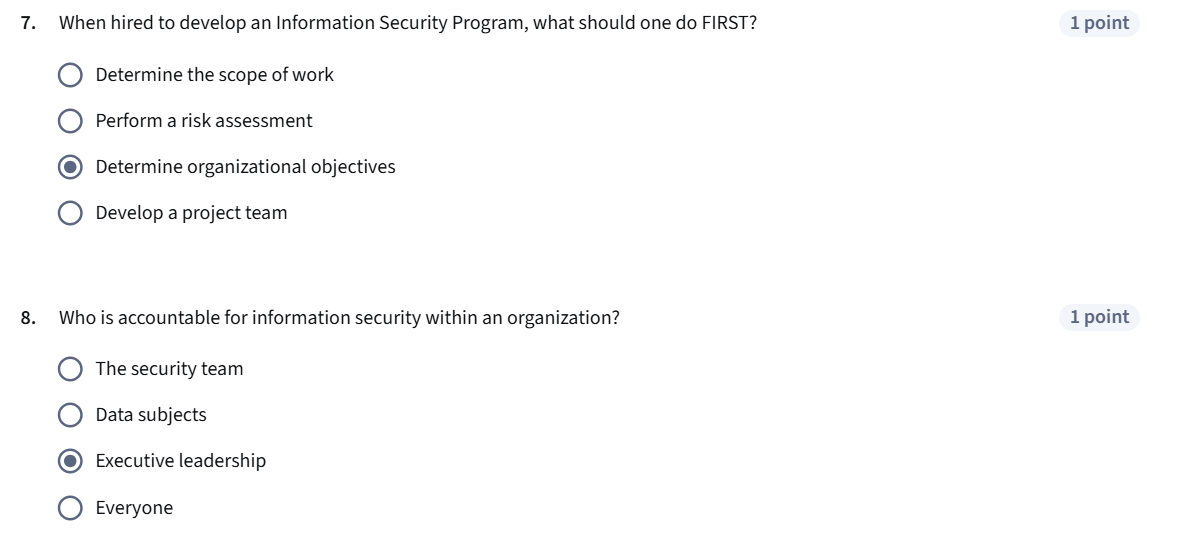 7. When hired to develop an Information Security Program, what should one do FIRST? 1 point
Determine the scope of work
Perform a risk assessment
Determine organizational objectives
Develop a project team
8. Who is accountable for information security within an organization? 1 point
The security team
Data subjects
Executive leadership
Everyone